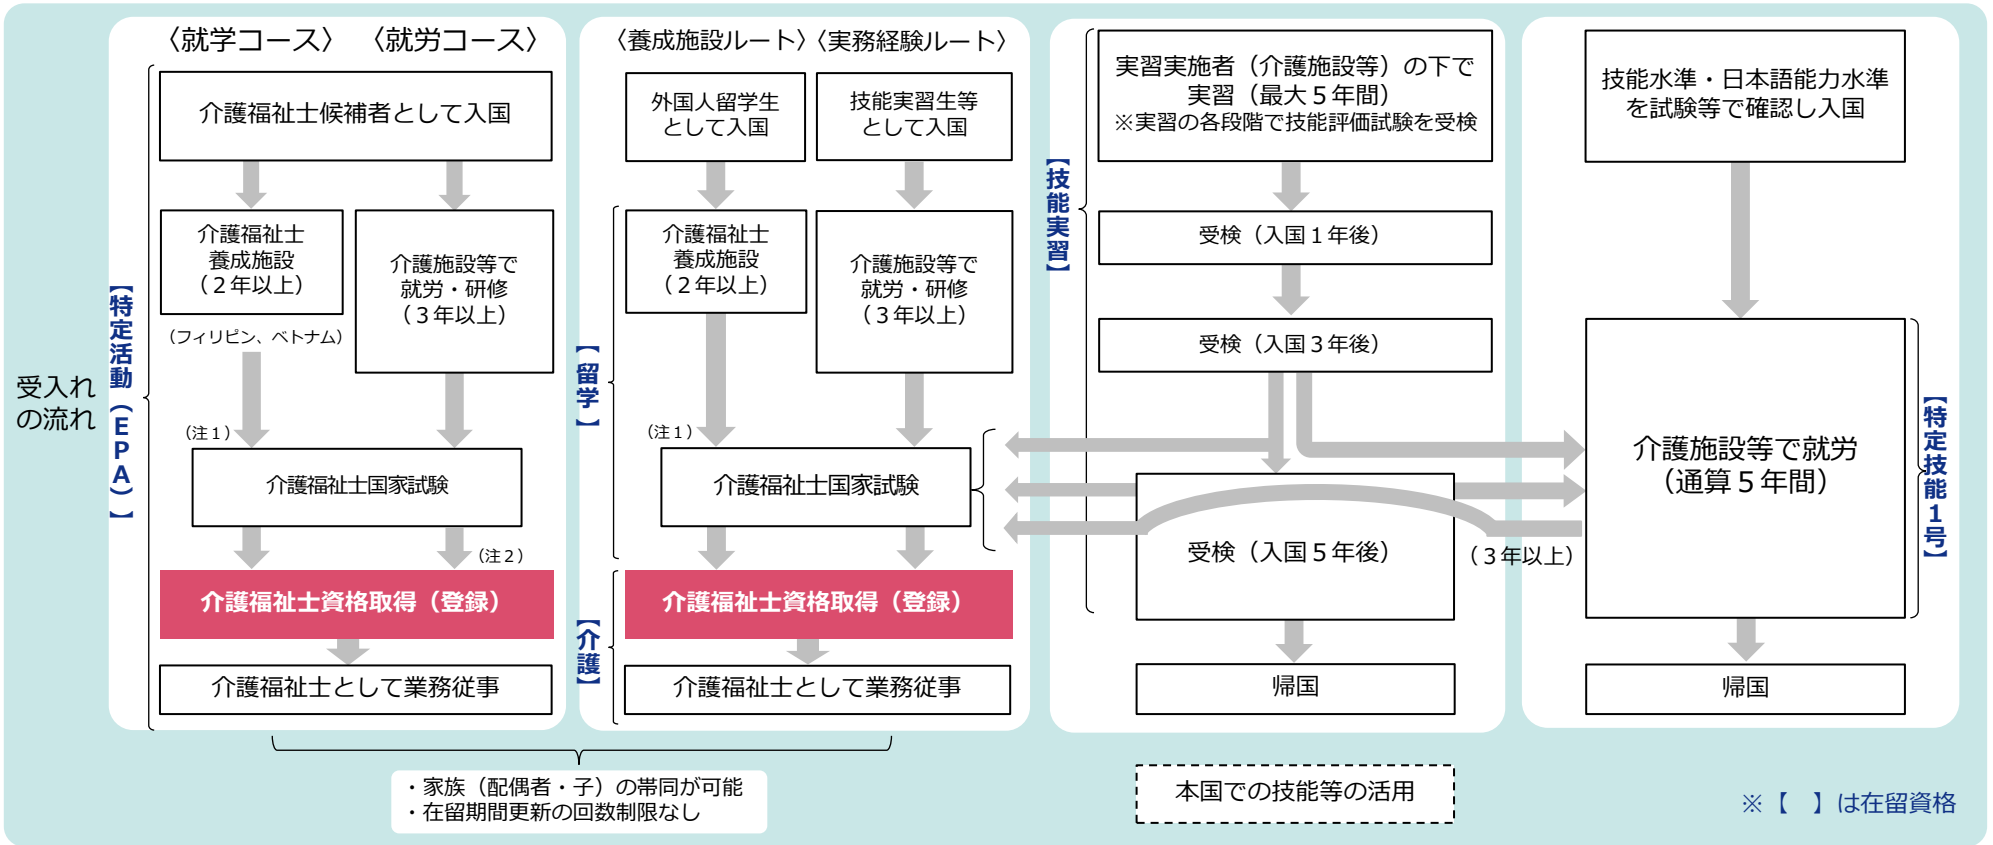 受入れ
の流れ
〈就学コース〉
〈就労コース〉
【特定活動（ＥＰＡ）】
介護福祉士候補者として入国
介護福祉士
養成施設
（２年以上）
（フィリピン、ベトナム）
介護施設等で
就労・研修
（３年以上）
（注１）
介護福祉士国家試験
（注２）
介護福祉士資格取得（登録）
介護福祉士として業務従事
〈養成施設ルート〉
〈実務経験ルート〉
外国人留学生
として入国
技能実習生等
として入国
【留学】
介護福祉士
養成施設
（２年以上）
介護施設等で
就労・研修
（３年以上）
（注１）
介護福祉士国家試験
【介護】
介護福祉士資格取得（登録）
介護福祉士として業務従事
・家族（配偶者・子）の帯同が可能
・在留期間更新の回数制限なし
【技能実習】
実習実施者（介護施設等）の下で
実習（最大５年間）
※実習の各段階で技能評価試験を受検
受検（入国１年後）
受検（入国３年後）
受検（入国５年後）
帰国
本国での技能等の活用
技能水準・日本語能力水準
を試験等で確認し入国
介護施設等で就労
（通算５年間）
【特定技能１号】
（３年以上）
帰国
※【　】は在留資格